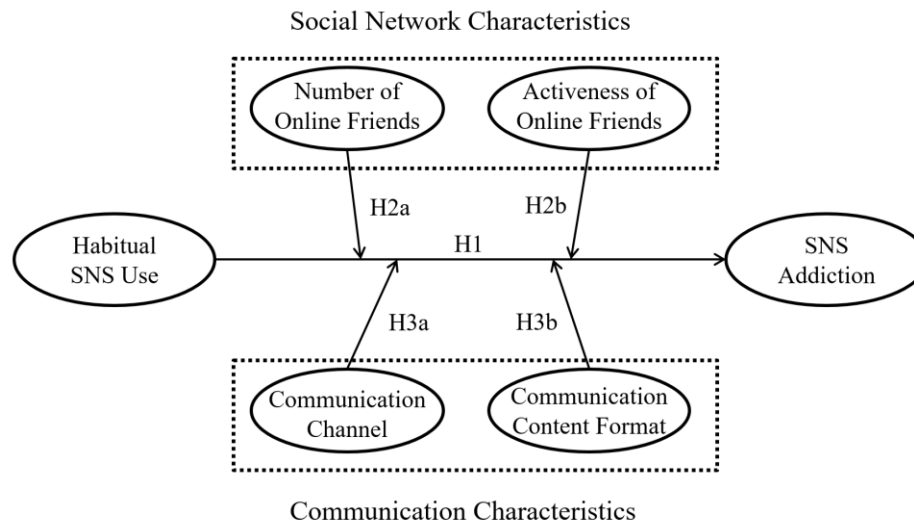 Social Network Characteristics
Number of
Online Friends
Activeness of
Online Friends
H2a
H2b
Habitual
SNS Use
H1
SNS
Addiction
H3a
H3b
Communication
Channel
Communication
Content Format
Communication Characteristics